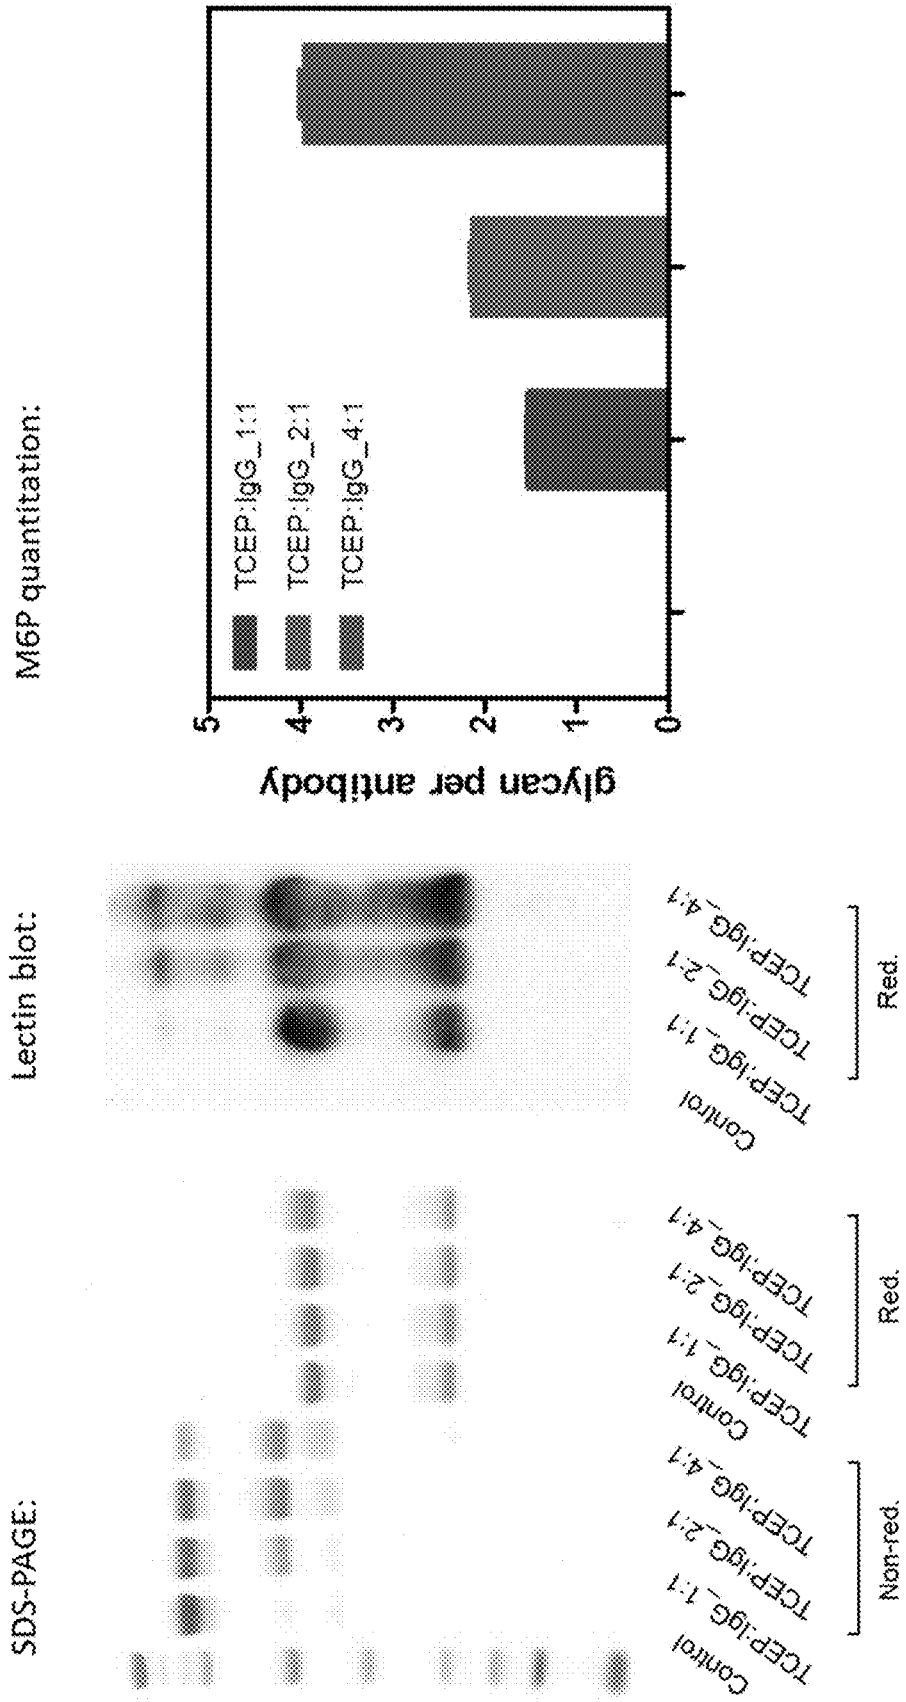 SDS-PAGE:
Control
TCEP:IgG_1:1
TCEP:IgG_2:1
TCEP:IgG_4:1
Non-red.
Control
TCEP:IgG_1:1
TCEP:IgG_2:1
TCEP:IgG_4:1
Red.
Lectin blot:
Control
TCEP:IgG_1:1
TCEP:IgG_2:1
TCEP:IgG_4:1
Red.
M6P quantitation:
glycan per antibody
5
4
3
2
1
0
TCEP:IgG_1:1
TCEP:IgG_2:1
TCEP:IgG_4:1